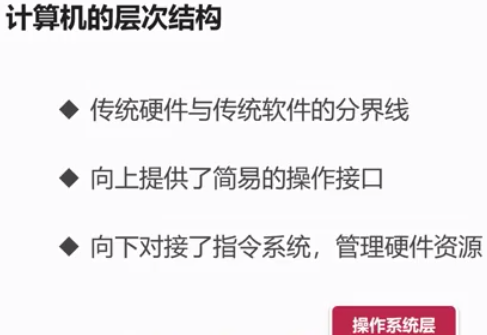 计算机的层次结构
◆ 传统硬件与传统软件的分界线
◆ 向上提供了简易的操作接口
◆ 向下对接了指令系统，管理硬件资源
操作系统层